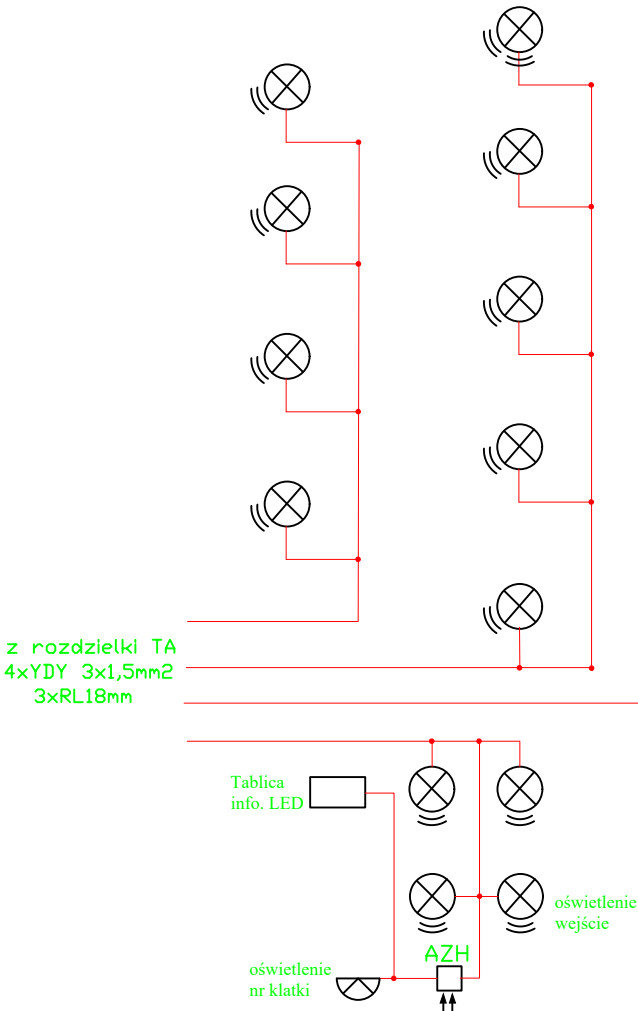 z rozdzielki TA
4xYDY 3x1,5mm2
3xRL18mm
Tablica
info. LED
oświetlenie
wejście
AZH
oświetlenie
nr klatki